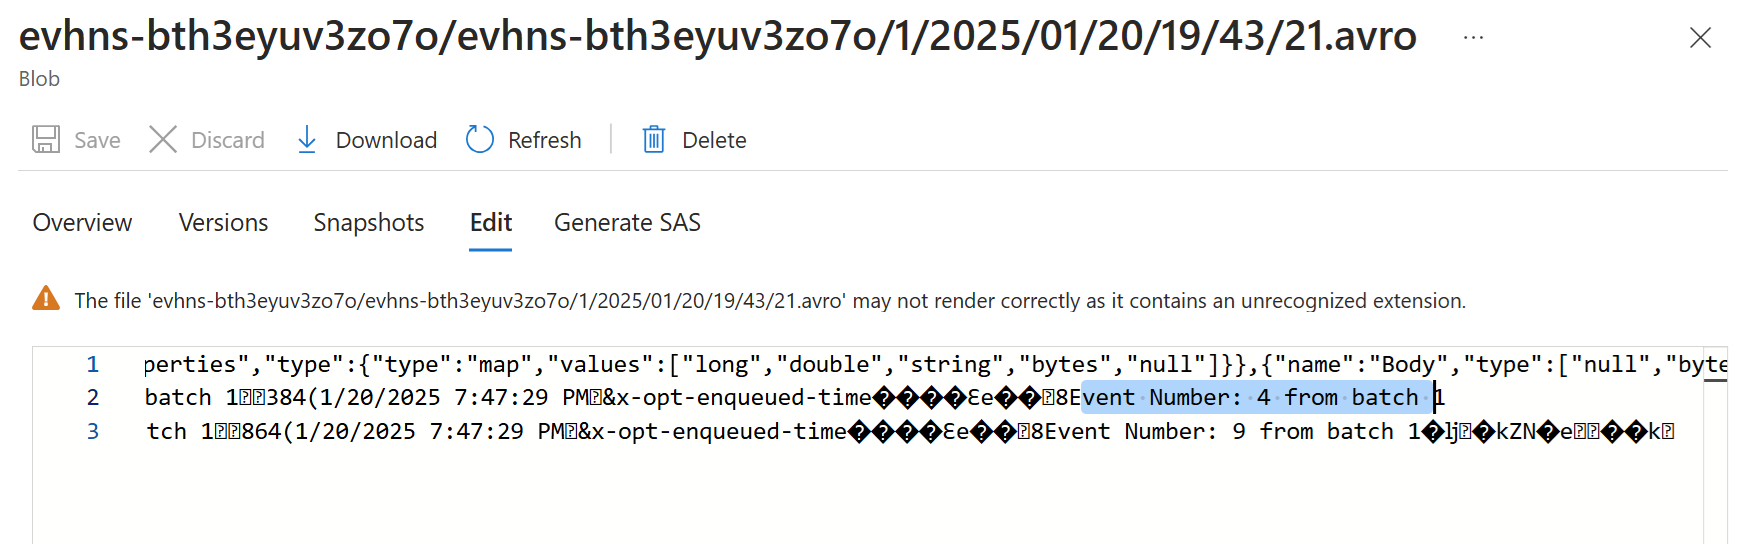 evhns-bth3eyuv3zo7o/evhns-bth3eyuv3zo7o/1/2025/01/20/19/43/21.avro ...
Blob
Save Discard Download Refresh Delete
Overview Versions Snapshots Edit Generate SAS
The file 'evhns-bth3eyuv3zo7o/evhns-bth3eyuv3zo7o/1/2025/01/20/19/43/21.avro' may not render correctly as it contains an unrecognized extension.
1 perties","type":{"type":"map","values":["long","double","string","bytes","null"]}},{"name":"Body","type":["null","byte
2 batch 1384(1/20/2025 7:47:29 PM&x-opt-enqueued-time����Ɛe��8Event Number: 4 from batch 1
3 tch 1864(1/20/2025 7:47:29 PM&x-opt-enqueued-time����Ɛe��8Event Number: 9 from batch 1�lj�kZN�e��k